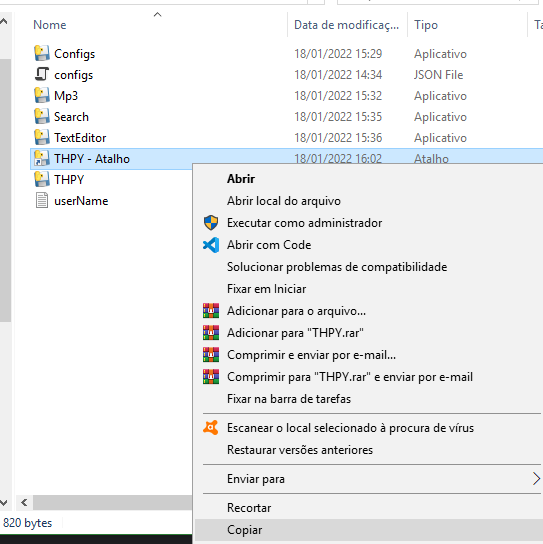 Nome Data de modificaç... Tipo Ta
Configs 18/01/2022 15:29 Aplicativo
configs 18/01/2022 14:34 JSON File
Mp3 18/01/2022 15:32 Aplicativo
Search 18/01/2022 15:35 Aplicativo
TextEditor 18/01/2022 15:36 Aplicativo
THPY - Atalho 18/01/2022 16:02 Atalho
THPY
userName
Abrir
Abrir local do arquivo
Executar como administrador
Abrir com Code
Solucionar problemas de compatibilidade
Fixar em Iniciar
Adicionar para o arquivo...
Adicionar para "THPY.rar"
Comprimir e enviar por e-mail...
Comprimir para "THPY.rar" e enviar por e-mail
Fixar na barra de tarefas
Escanear o local selecionado à procura de vírus
Restaurar versões anteriores
Enviar para
Recortar
Copiar
820 bytes